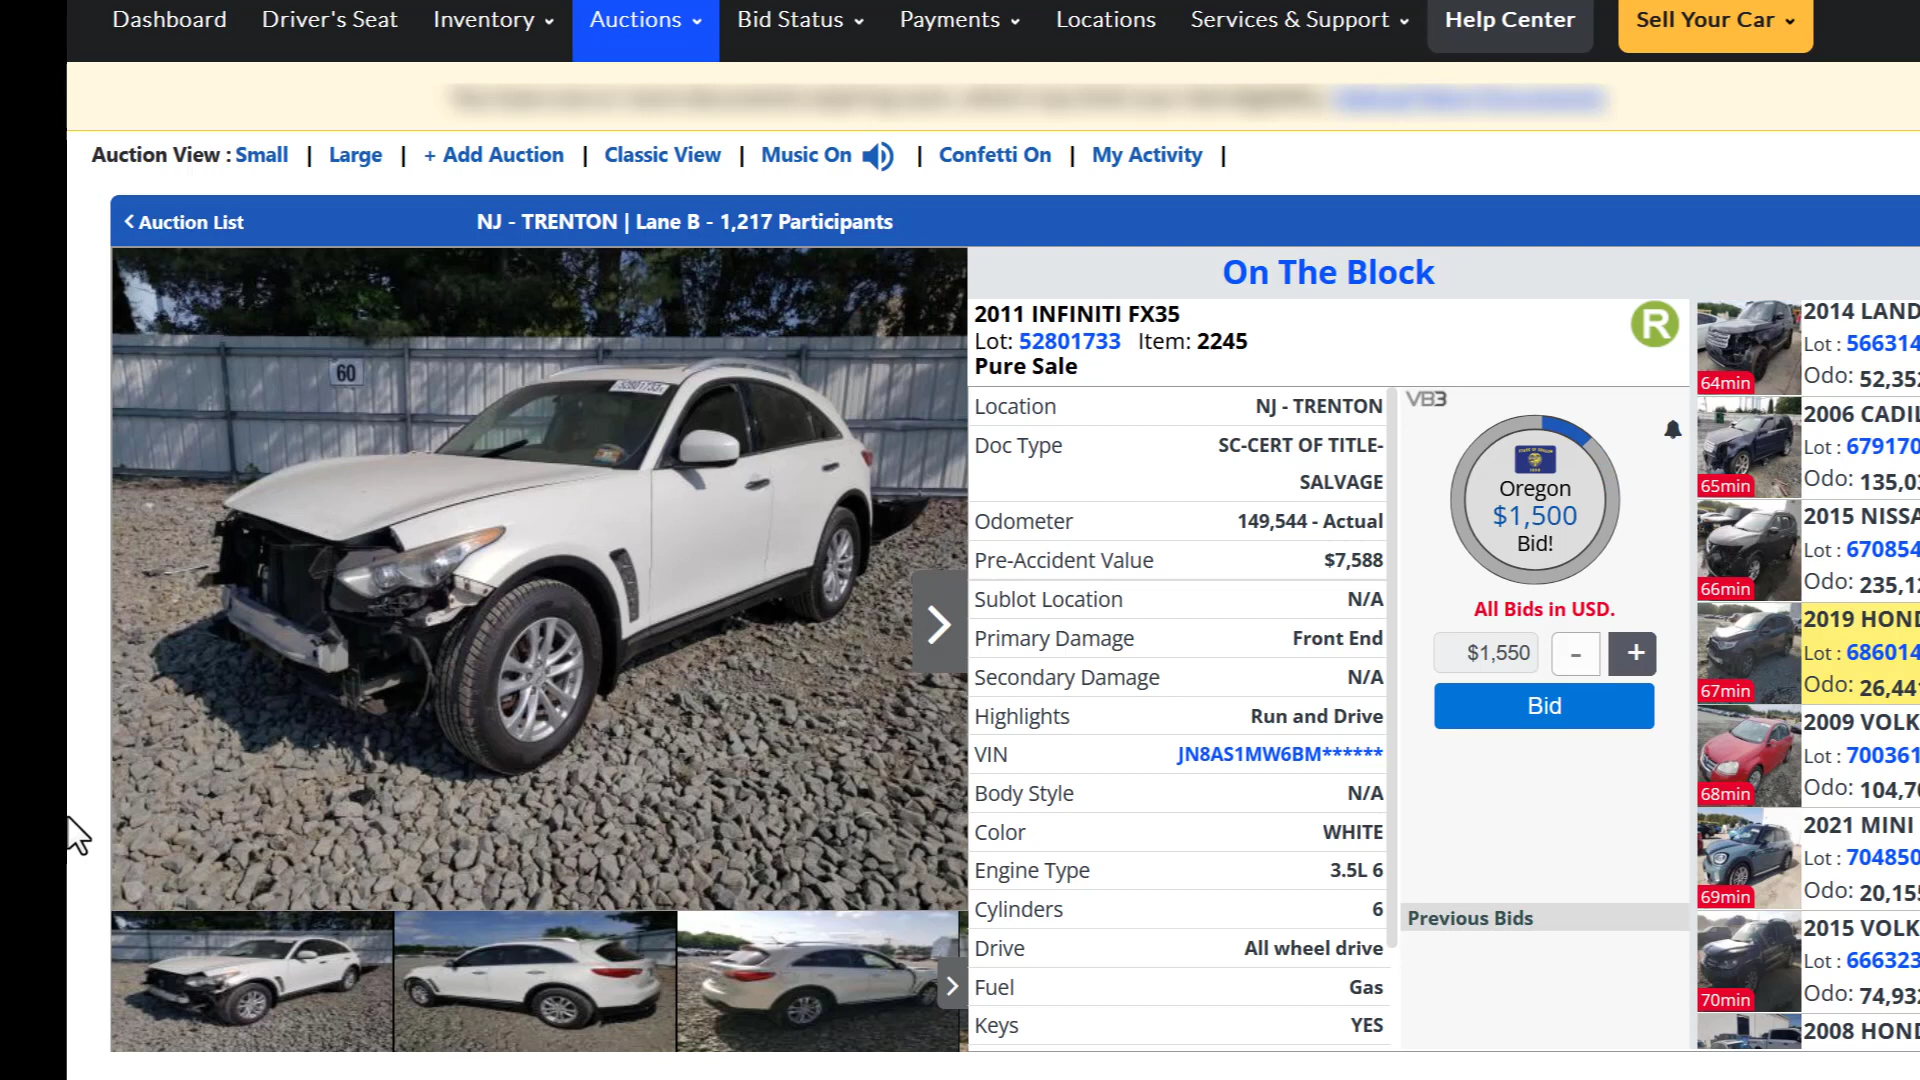 Dashboard
Driver's Seat
Inventory
Auctions
Bid Status
Payments
Locations
Services & Support
Help Center
Sell Your Car
Auction View : Small | Large | + Add Auction | Classic View | Music On | Confetti On | My Activity |
Auction List
NJ - TRENTON | Lane B - 1,217 Participants
60
52801733
On The Block
2011 INFINITI FX35
Lot: 52801733 Item: 2245
Pure Sale
R
Location NJ - TRENTON
Doc Type SC-CERT OF TITLE-
SALVAGE
Odometer 149,544 - Actual
Pre-Accident Value $7,588
Sublot Location N/A
Primary Damage Front End
Secondary Damage N/A
Highlights Run and Drive
VIN JN8AS1MW6BM******
Body Style N/A
Color WHITE
Engine Type 3.5L 6
Cylinders 6
Drive All wheel drive
Fuel Gas
Keys YES
VB3
Oregon
$1,500
Bid!
All Bids in USD.
$1,550
-
+
Bid
Previous Bids
2014 LAND
Lot : 566314
Odo: 52,352
64min
2006 CADIL
Lot : 679170
Odo: 135,03
65min
2015 NISSA
Lot : 670854
Odo: 235,12
66min
2019 HOND
Lot : 686014
Odo: 26,441
67min
2009 VOLK
Lot : 700361
Odo: 104,76
68min
2021 MINI
Lot : 704850
Odo: 20,155
69min
2015 VOLK
Lot : 666323
Odo: 74,932
70min
2008 HOND